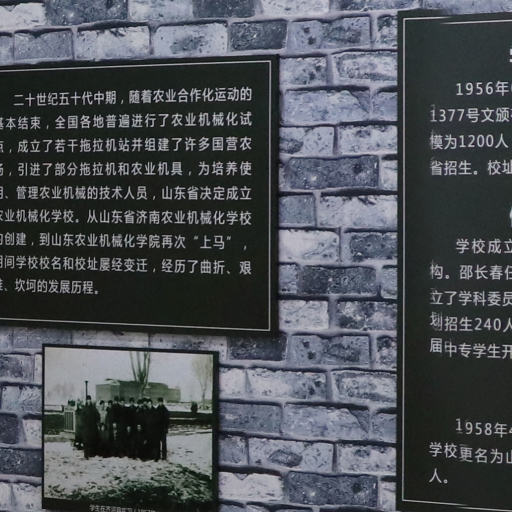 二十世纪五十代中期，随着农业合作化运动的
基本结束，全国各地普遍进行了农业机械化试
点，成立了若干拖拉机站并组建了许多国营农
场，引进了部分拖拉机和农业机具，为培养使
用、管理农业机械的技术人员，山东省决定成立
农业机械化学校。从山东省济南农业机械化学校
的创建，到山东农业机械化学院再次“上马”，
期间学校校名和校址屡经变迁，经历了曲折、艰
难、坎坷的发展历程。
1956年
1377号文颁
模为1200人
省招生。校址
学校成立
构。邵长春任
立了学科委员
划招生240人
届中专学生开
1958年4
学校更名为山
人。